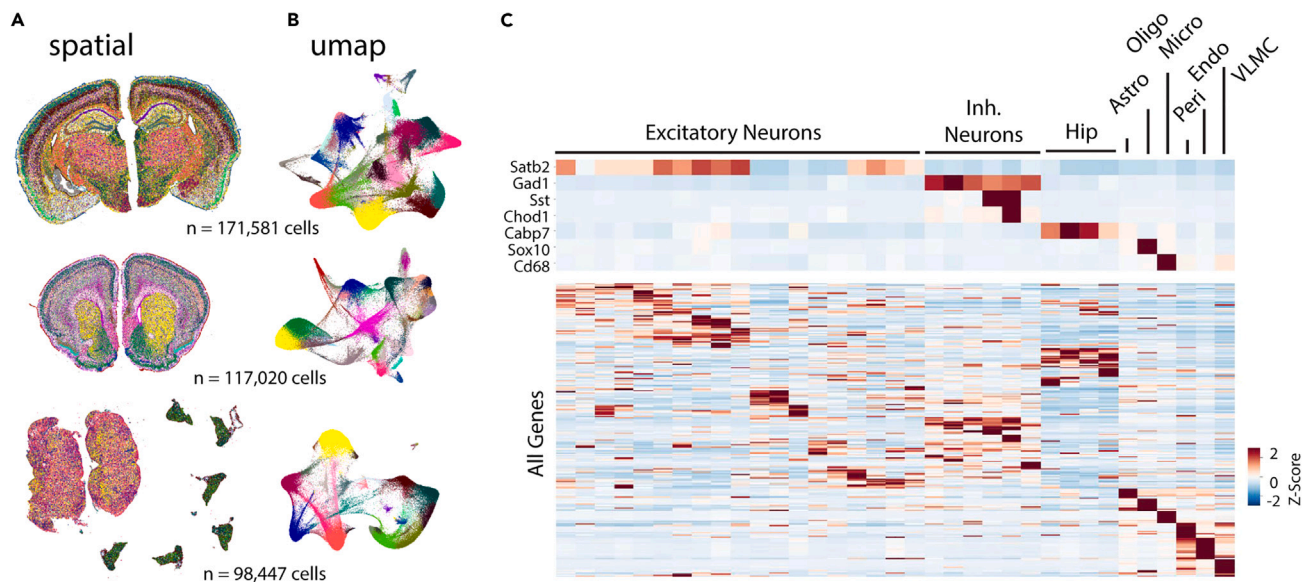 A
B
C
spatial
umap
n = 171,581 cells
n = 117,020 cells
n = 98,447 cells
Excitatory Neurons
Inh.
Neurons
Hip
Astro
Oligo
Micro
Peri
Endo
VLMC
Satb2
Gad1
Sst
Chod1
Cabp7
Sox10
Cd68
All Genes
2
0
-2
Z-Score